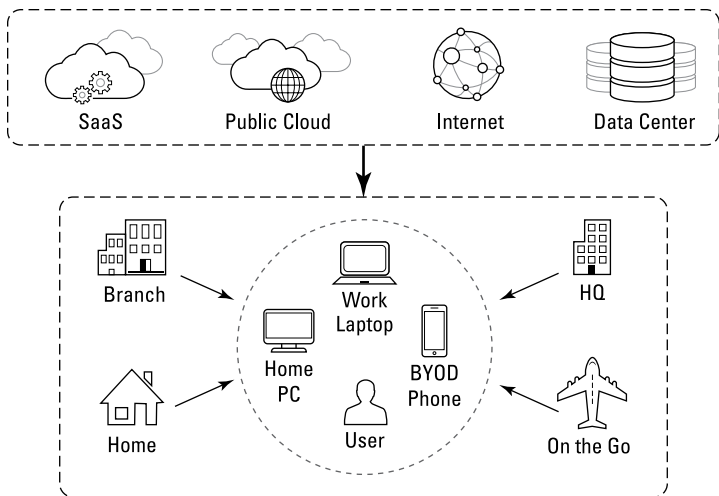 SaaS
Public Cloud
Internet
Data Center
Branch
Work
Laptop
HQ
Home
PC
BYOD
Phone
Home
User
On the Go